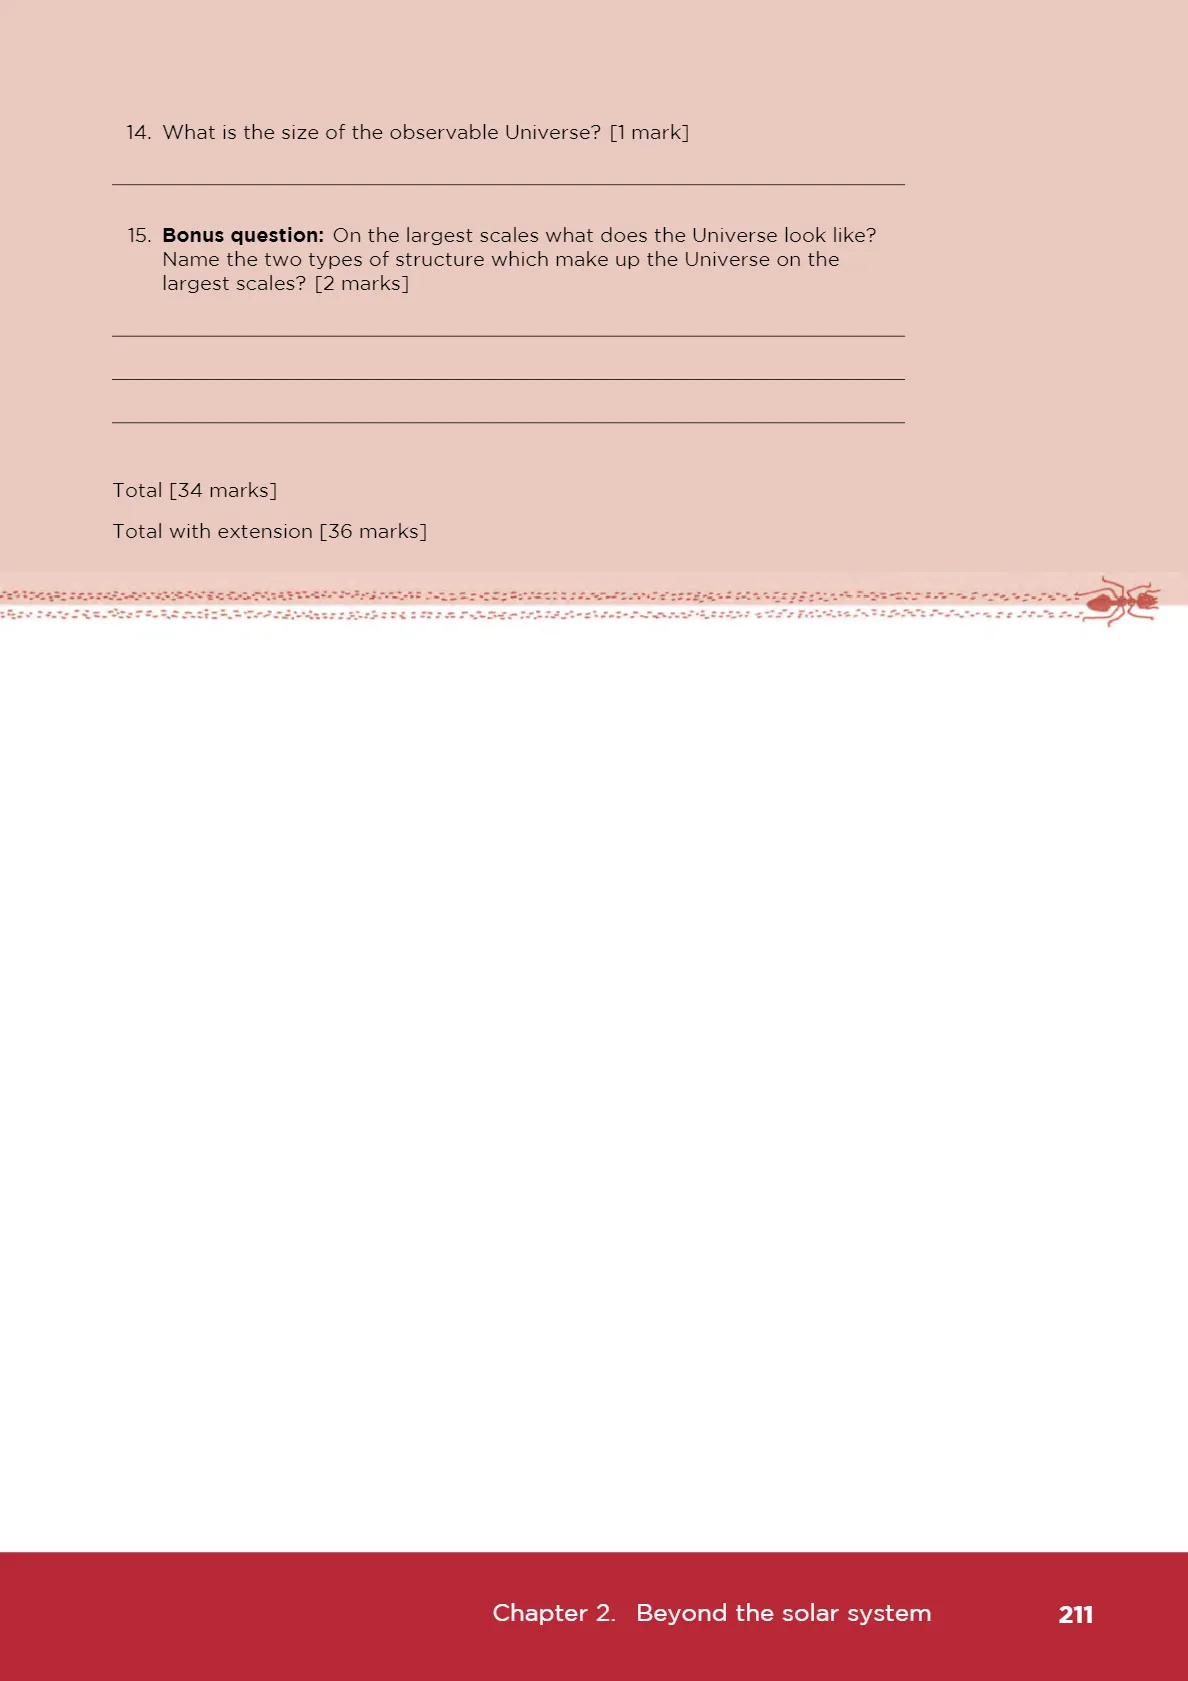 14. What is the size of the observable Universe? [1 mark]
15. Bonus question: On the largest scales what does the Universe look like?
Name the two types of structure which make up the Universe on the
largest scales? [2 marks]
Total [34 marks]
Total with extension [36 marks]
Chapter 2. Beyond the solar system 211